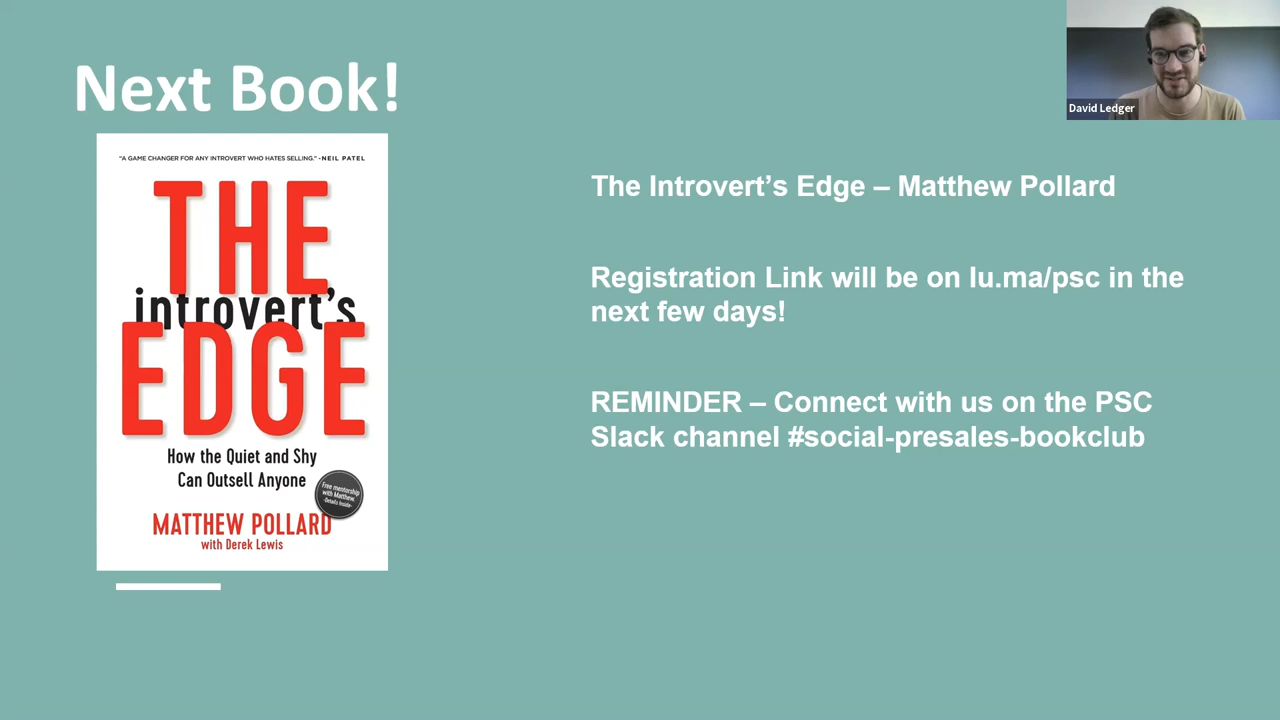 Next Book!
"A GAME CHANGER FOR ANY INTROVERT WHO HATES SELLING." -NEIL PATEL
THE
introvert's
EDGE
How the Quiet and Shy
Can Outsell Anyone
Free mentorship
with Matthew.
-Details Inside-
MATTHEW POLLARD
with Derek Lewis
The Introvert’s Edge – Matthew Pollard
Registration Link will be on lu.ma/psc in the
next few days!
REMINDER – Connect with us on the PSC
Slack channel #social-presales-bookclub
David Ledger